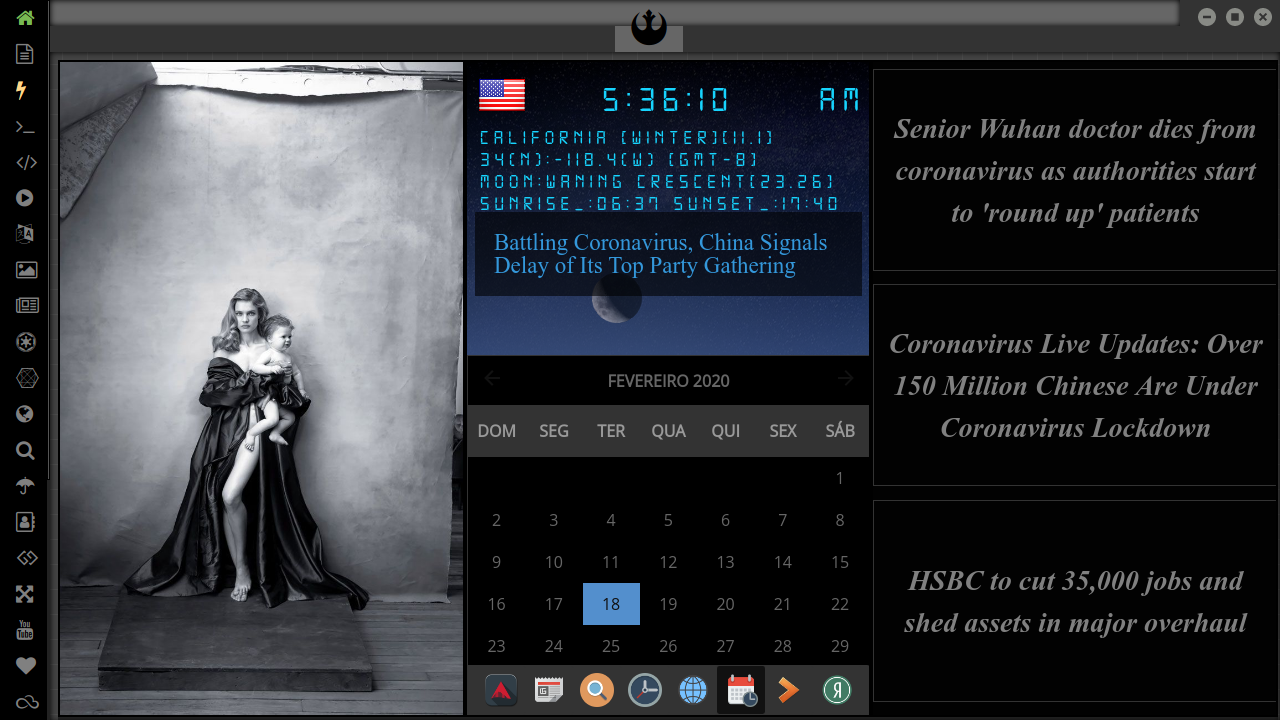 5:36:10 AM
CALIFORNIA [WINTER][11.1]
34[N]:-118.4[W] [GMT-8]
MOON:WANING CRESCENT[23.26]
SUNRISE_:06:37 SUNSET_:17:40
Battling Coronavirus, China Signals
Delay of Its Top Party Gathering
FEVEREIRO 2020
DOM SEG TER QUA QUI SEX SÁB
1
2 3 4 5 6 7 8
9 10 11 12 13 14 15
16 17 18 19 20 21 22
23 24 25 26 27 28 29
Senior Wuhan doctor dies from
coronavirus as authorities start
to 'round up' patients
Coronavirus Live Updates: Over
150 Million Chinese Are Under
Coronavirus Lockdown
HSBC to cut 35,000 jobs and
shed assets in major overhaul
You
Tube
Я